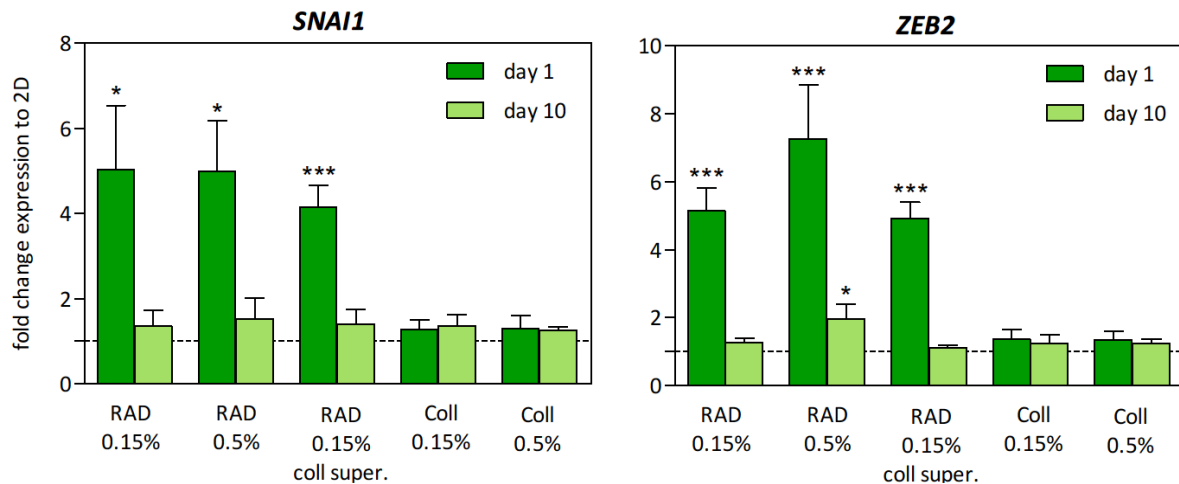 SNAI1
8
6
4
2
0
fold change expression to 2D
day 1
day 10
*
*
***
RAD
0.15%
RAD
0.5%
RAD
0.15%
coll super.
Coll
0.15%
Coll
0.5%
ZEB2
10
8
6
4
2
0
day 1
day 10
***
***
*
***
RAD
0.15%
RAD
0.5%
RAD
0.15%
coll super.
Coll
0.15%
Coll
0.5%